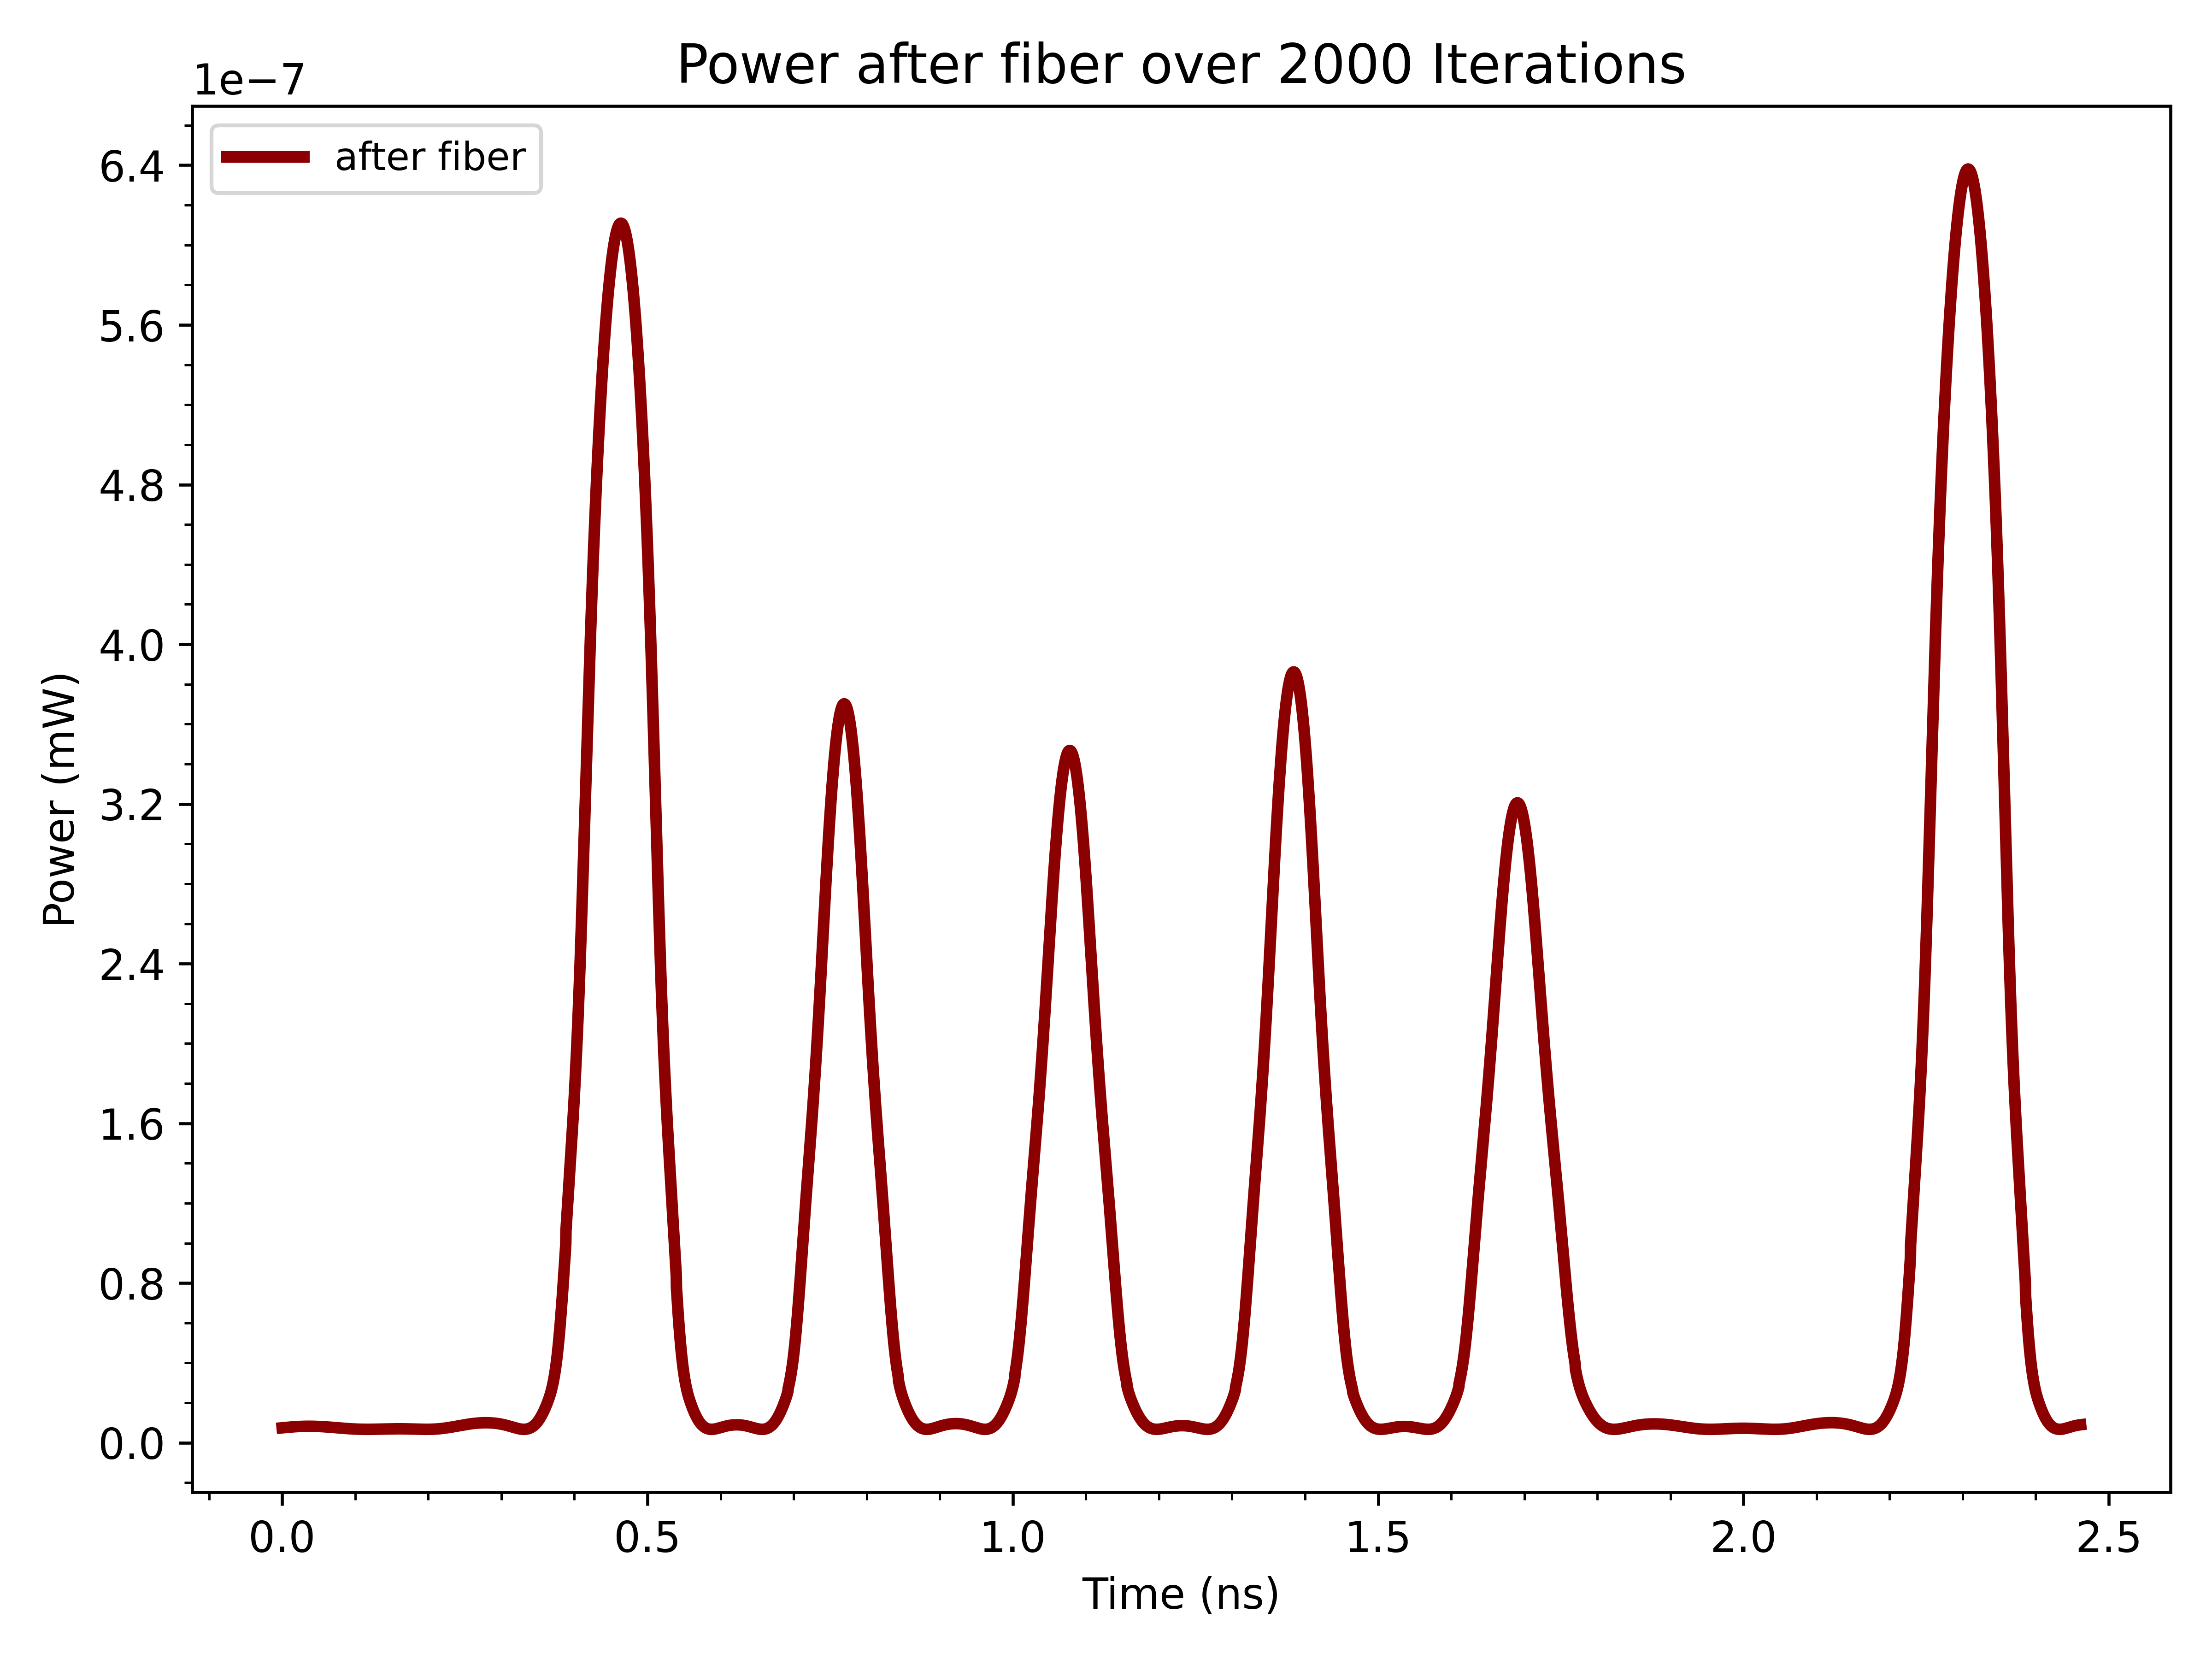 Power after fiber over 2000 Iterations
1e−7
after fiber
6.4
5.6
4.8
4.0
3.2
2.4
1.6
0.8
0.0
Power (mW)
0.0 0.5 1.0 1.5 2.0 2.5
Time (ns)